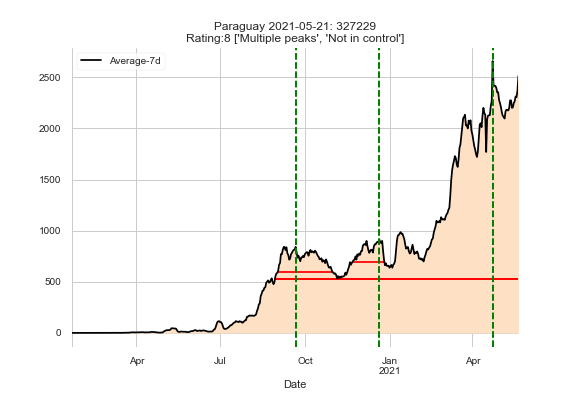 Paraguay 2021-05-21: 327229
Rating:8 ['Multiple peaks', 'Not in control']
Average-7d
2500
2000
1500
1000
500
0
Apr
Jul
Oct
Jan
2021
Apr
Date